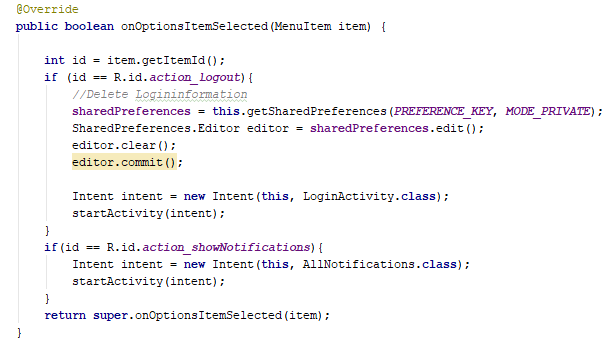 @Override
public boolean onOptionsItemSelected(MenuItem item) {
int id = item.getItemId();
if (id == R.id.action_logout){
//Delete Logininformation
sharedPreferences = this.getSharedPreferences(PREFERENCE_KEY, MODE_PRIVATE);
SharedPreferences.Editor editor = sharedPreferences.edit();
editor.clear();
editor.commit();
Intent intent = new Intent(this, LoginActivity.class);
startActivity(intent);
}
if(id == R.id.action_showNotifications){
Intent intent = new Intent(this, AllNotifications.class);
startActivity(intent);
}
return super.onOptionsItemSelected(item);
}